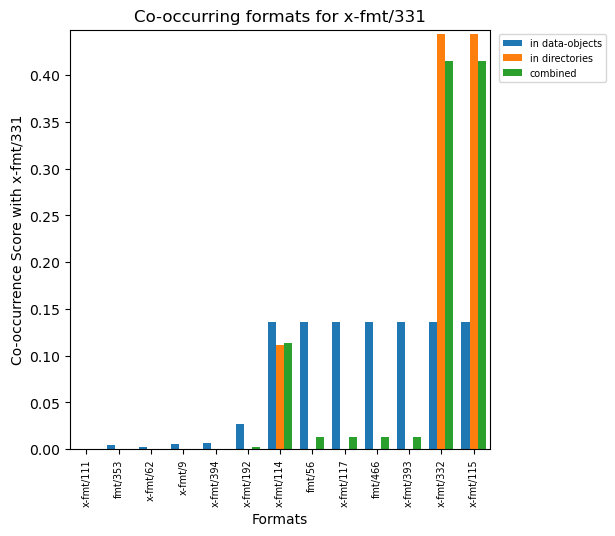 Co-occurring formats for x-fmt/331
in data-objects
in directories
combined
Co-occurrence Score with x-fmt/331
0.40
0.35
0.30
0.25
0.20
0.15
0.10
0.05
0.00
x-fmt/111
fmt/353
x-fmt/62
x-fmt/9
x-fmt/394
x-fmt/192
x-fmt/114
fmt/56
x-fmt/117
fmt/466
x-fmt/393
x-fmt/332
x-fmt/115
Formats